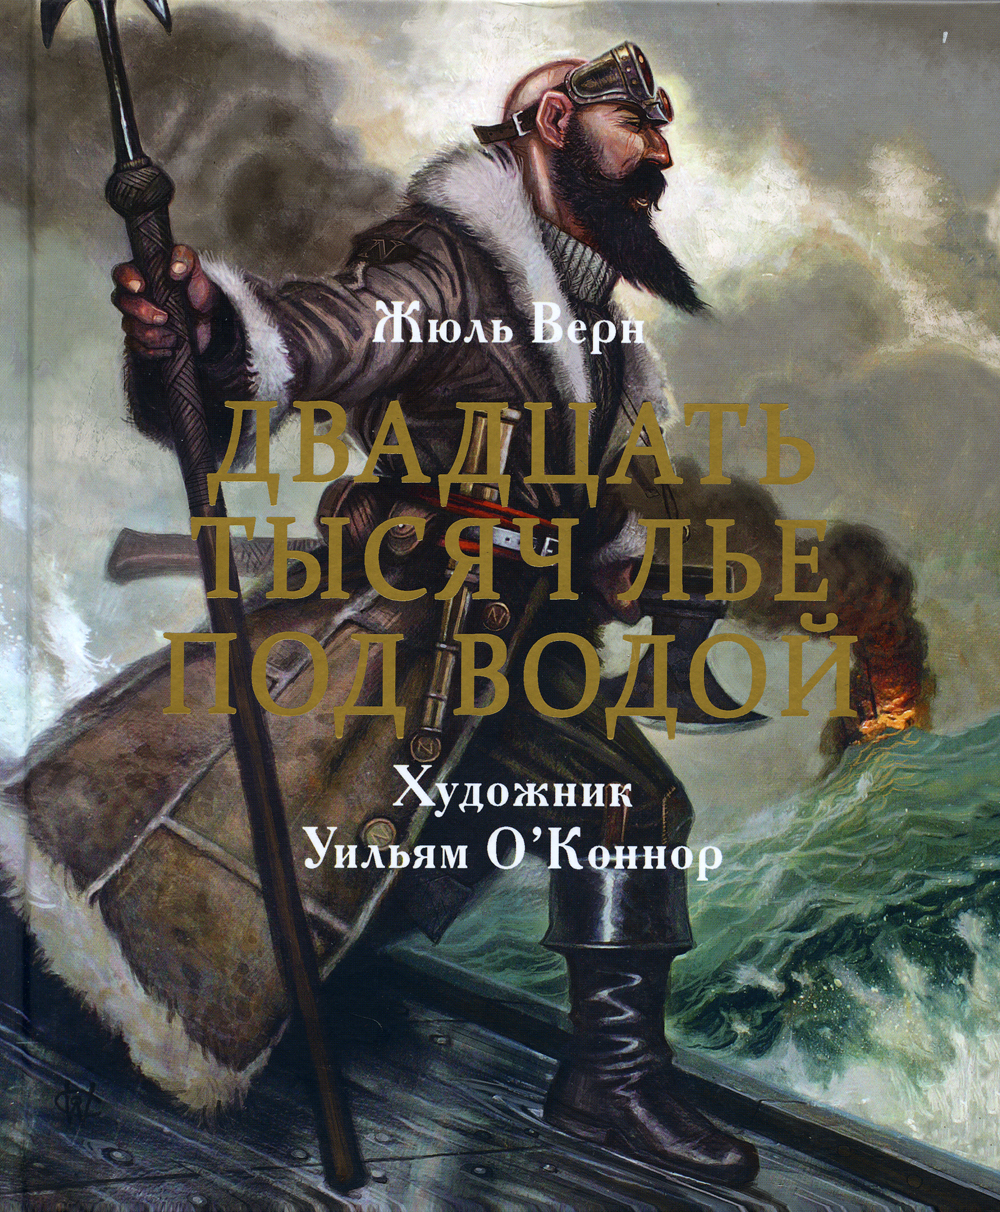 Жюль Верн
ДВАДЦАТЬ
ТЫСЯЧ ЛЬЕ
ПОД ВОДОЙ
Художник
Уильям О’Коннор
N
N
N
N